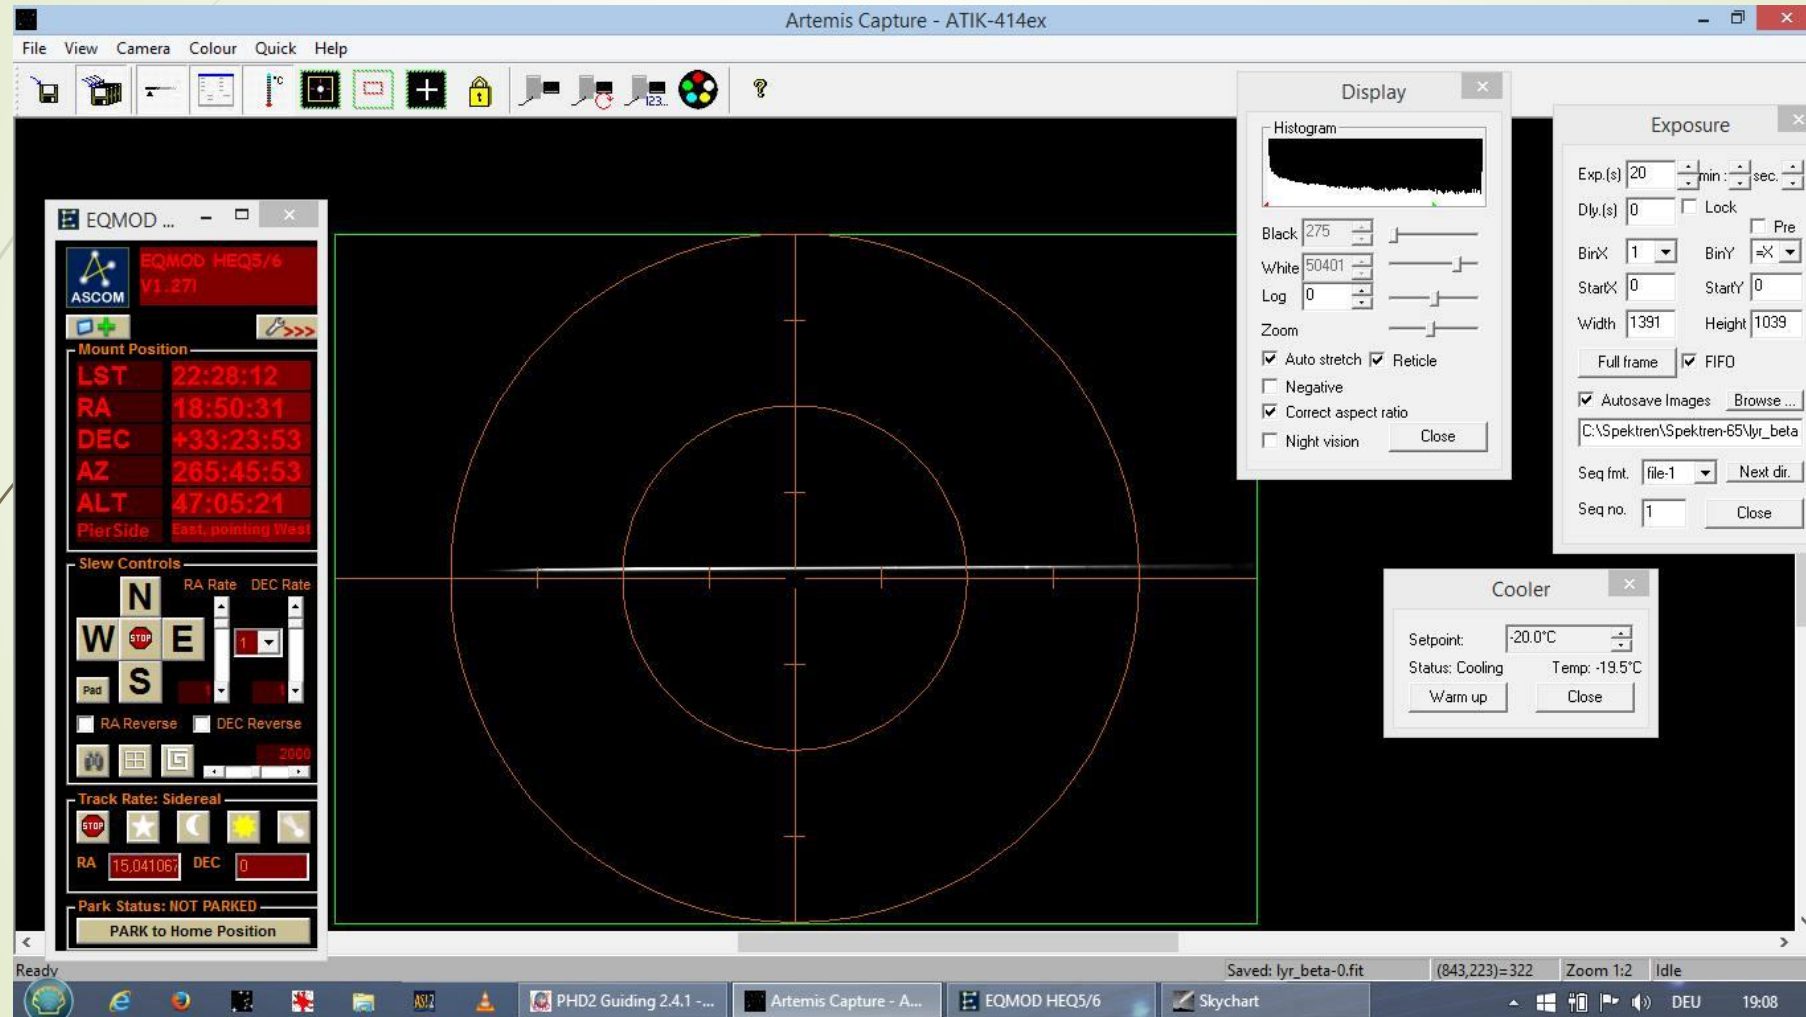 Artemis Capture - ATIK-414ex
File View Camera Colour Quick Help
°C
123..
?
EQMOD ...
ASCOM
EQMOD HEQ5/6
V1.27l
>>>
Mount Position
LST 22:28:12
RA 18:50:31
DEC +33:23:53
AZ 265:45:53
ALT 47:05:21
PierSide East, pointing West
Slew Controls
RA Rate DEC Rate
N
W STOP E 1
S
Pad 1 1
RA Reverse DEC Reverse
2000
Track Rate: Sidereal
STOP
RA 15,041067 DEC 0
Park Status: NOT PARKED
PARK to Home Position
Display
Histogram
Black 275
White 50401
Log 0
Zoom
Auto stretch Reticle
Negative
Correct aspect ratio
Night vision Close
Exposure
Exp.(s) 20 min : sec.
Dly.(s) 0 Lock
Pre
BinX 1 BinY =X
StartX 0 StartY 0
Width 1391 Height 1039
Full frame FIFO
Autosave Images Browse ...
C:\Spektren\Spektren-65\lyr_beta
Seq fmt. file-1 Next dir.
Seq no. 1 Close
Cooler
Setpoint: -20.0°C
Status: Cooling Temp: -19.5°C
Warm up Close
Ready Saved: lyr_beta-0.fit (843,223)=322 Zoom 1:2 Idle
PHD2 Guiding 2.4.1 -... Artemis Capture - A... EQMOD HEQ5/6 Skychart DEU 19:08